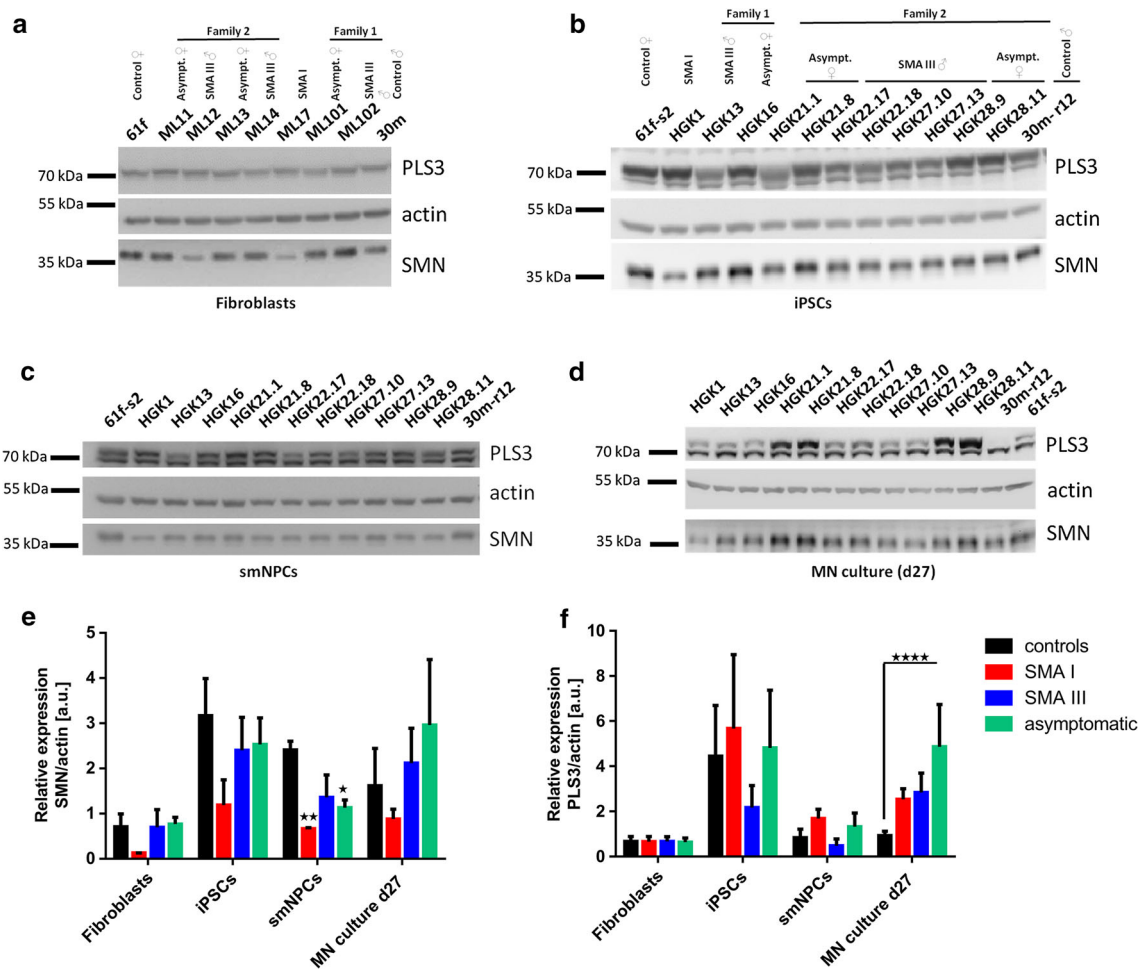 a
Family 2
Family 1
Control ♀
Asympt. ♀
SMA III ♂
Asympt. ♀
SMA III ♂
SMA I
Asympt. ♀
SMA III ♂
Control ♂
61f
ML11
ML12
ML13
ML14
ML17
ML101
ML102
30m
70 kDa
PLS3
55 kDa
actin
35 kDa
SMN
Fibroblasts
b
Family 1
Family 2
Control ♀
SMA I
SMA III ♂
Asympt. ♀
Asympt. ♀
SMA III ♂
Asympt. ♀
Control ♂
61f-s2
HGK1
HGK13
HGK16
HGK21.1
HGK21.8
HGK22.17
HGK22.18
HGK27.10
HGK27.13
HGK28.9
HGK28.11
30m-r12
70 kDa
PLS3
55 kDa
actin
35 kDa
SMN
iPSCs
c
61f-s2
HGK1
HGK13
HGK16
HGK21.1
HGK21.8
HGK22.17
HGK22.18
HGK27.10
HGK27.13
HGK28.9
HGK28.11
30m-r12
70 kDa
PLS3
55 kDa
actin
35 kDa
SMN
smNPCs
d
HGK1
HGK13
HGK16
HGK21.1
HGK21.8
HGK22.17
HGK22.18
HGK27.10
HGK27.13
HGK28.9
HGK28.11
30m-r12
61f-s2
70 kDa
PLS3
55 kDa
actin
35 kDa
SMN
MN culture (d27)
e
Relative expression
SMN/actin [a.u.]
5
4
3
2
1
0
★★
★
Fibroblasts
iPSCs
smNPCs
MN culture d27
f
Relative expression
PLS3/actin [a.u.]
10
8
6
4
2
0
★★★★
Fibroblasts
iPSCs
smNPCs
MN culture d27
controls
SMA I
SMA III
asymptomatic